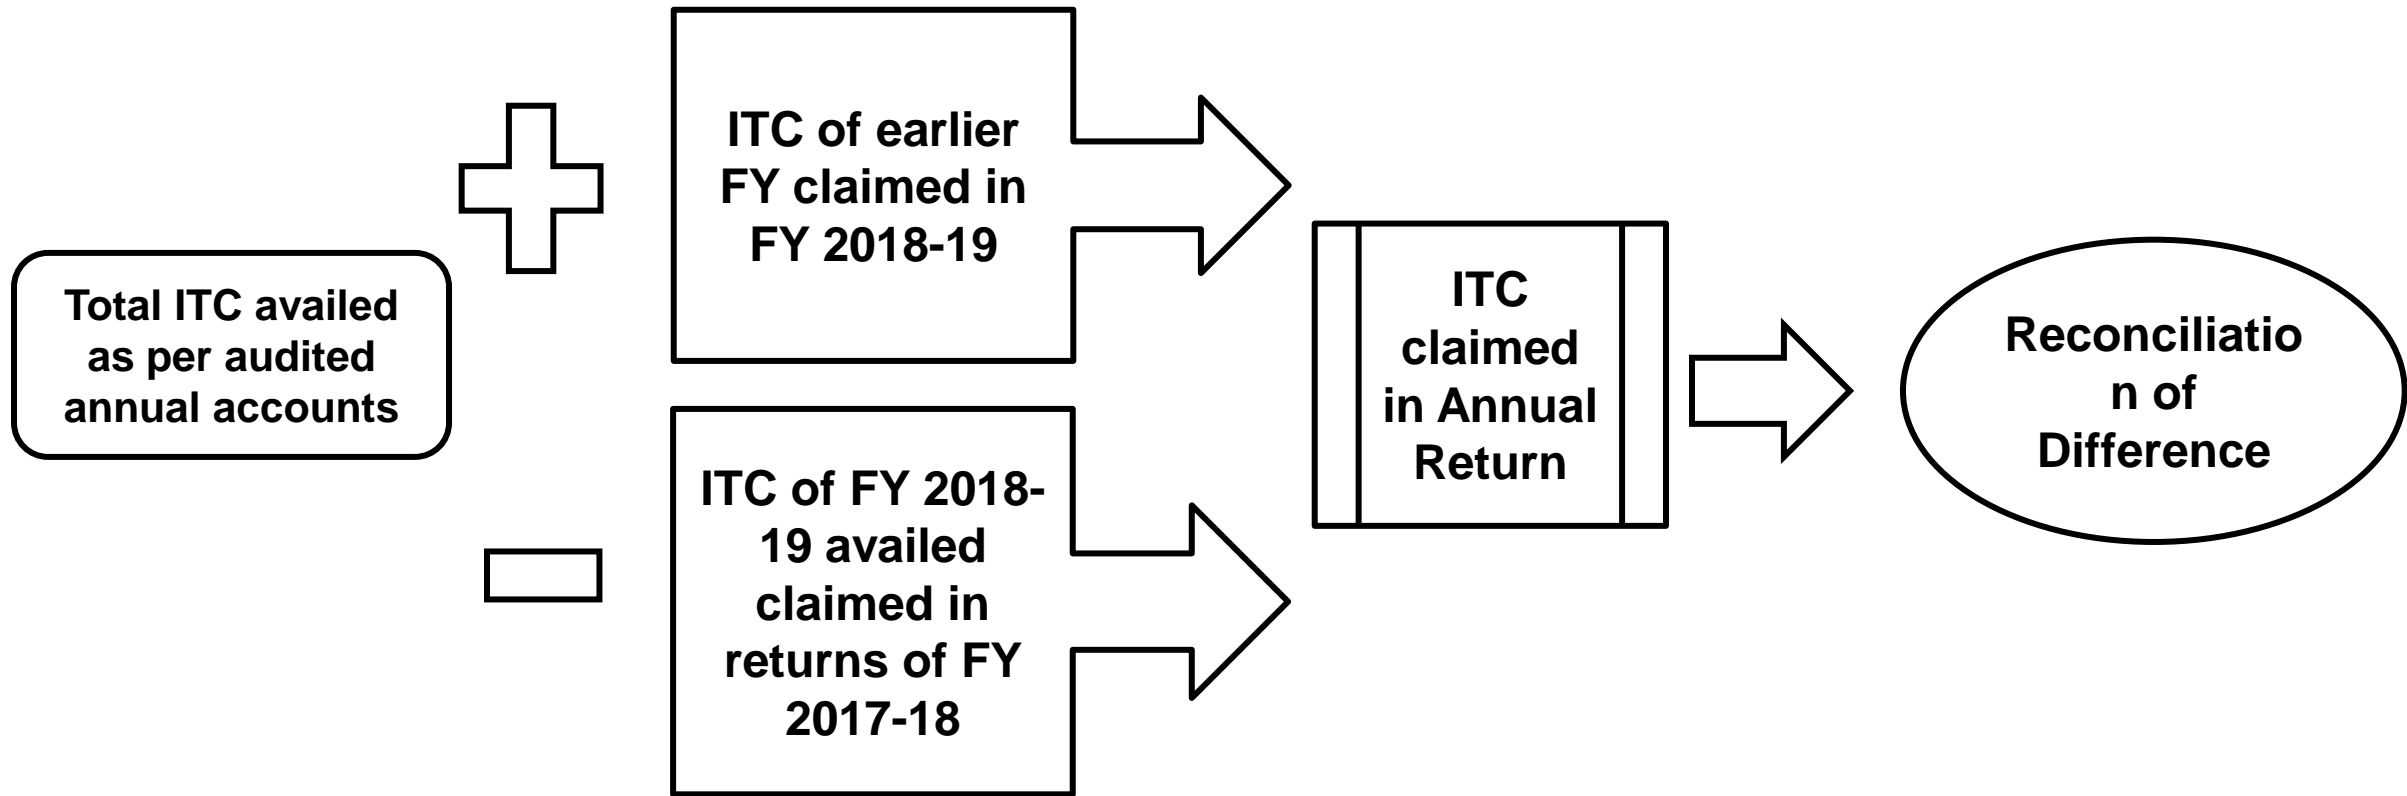 Total ITC availed
as per audited
annual accounts
ITC of earlier
FY claimed in
FY 2018-19
ITC of FY 2018-
19 availed
claimed in
returns of FY
2017-18
ITC
claimed
in Annual
Return
Reconciliatio
n of
Difference